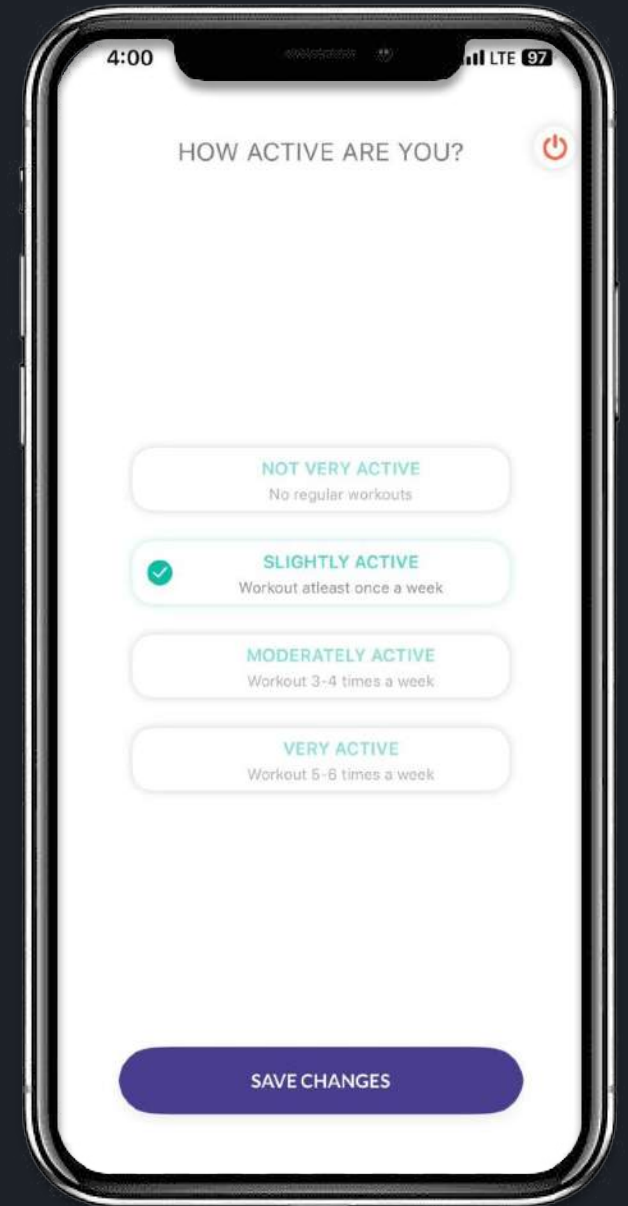 4:00
LTE 97
HOW ACTIVE ARE YOU?
NOT VERY ACTIVE
No regular workouts
SLIGHTLY ACTIVE
Workout atleast once a week
MODERATELY ACTIVE
Workout 3-4 times a week
VERY ACTIVE
Workout 5-6 times a week
SAVE CHANGES